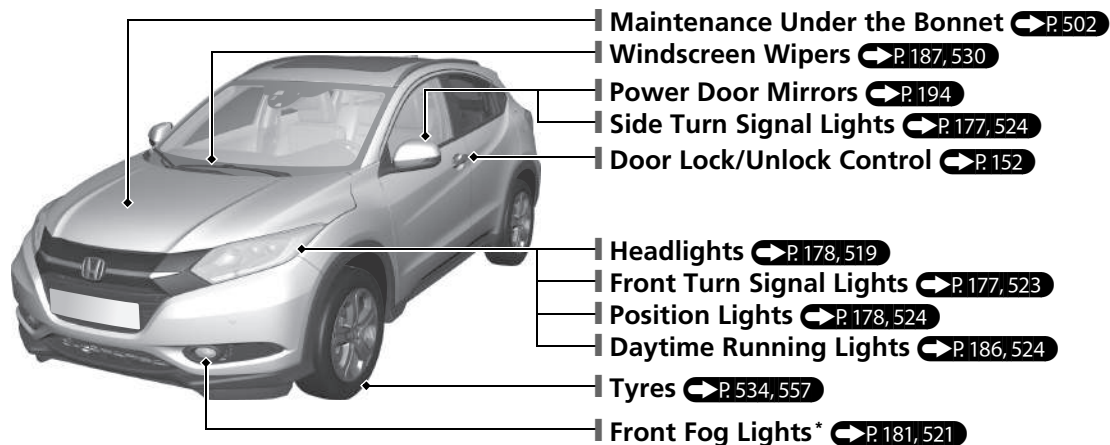 Maintenance Under the Bonnet P. 502
Windscreen Wipers P. 187, 530
Power Door Mirrors P. 194
Side Turn Signal Lights P. 177, 524
Door Lock/Unlock Control P. 152
Headlights P. 178, 519
Front Turn Signal Lights P. 177, 523
Position Lights P. 178, 524
Daytime Running Lights P. 186, 524
Tyres P. 534, 557
Front Fog Lights* P. 181, 521